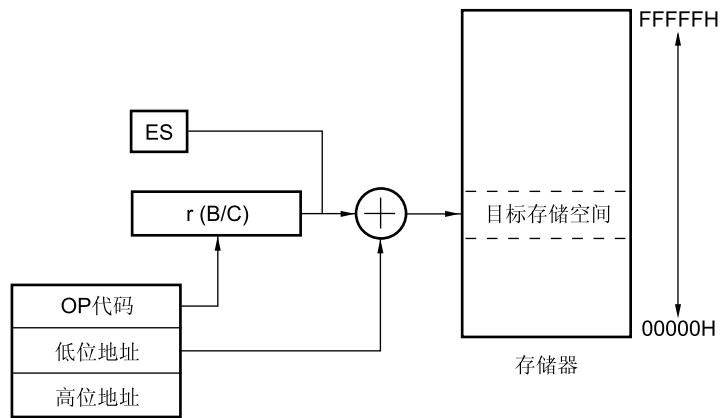 FFFFFH
ES
r (B/C)
目标存储空间
OP代码
低位地址
高位地址
00000H
存储器